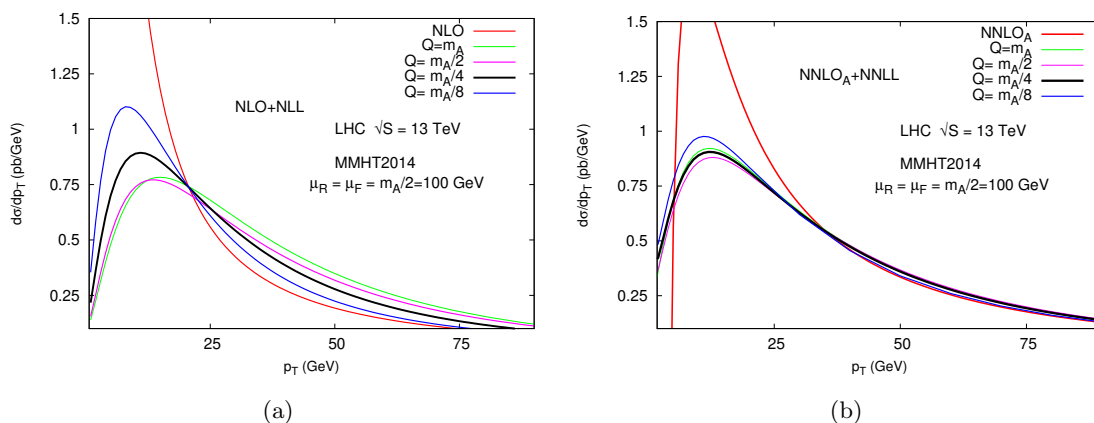 1.5
1.25
1
0.75
0.5
0.25
25
50
75
dσ/dp_T (pb/GeV)
p_T (GeV)
NLO
Q=m_A
Q= m_A/2
Q= m_A/4
Q= m_A/8
NLO+NLL
LHC √S = 13 TeV
MMHT2014
μ_R = μ_F = m_A/2=100 GeV
(a)
1.5
1.25
1
0.75
0.5
0.25
25
50
75
dσ/dp_T (pb/GeV)
p_T (GeV)
NNLO_A
Q=m_A
Q= m_A/2
Q= m_A/4
Q= m_A/8
NNLO_A+NNLL
LHC √S = 13 TeV
MMHT2014
μ_R = μ_F = m_A/2=100 GeV
(b)